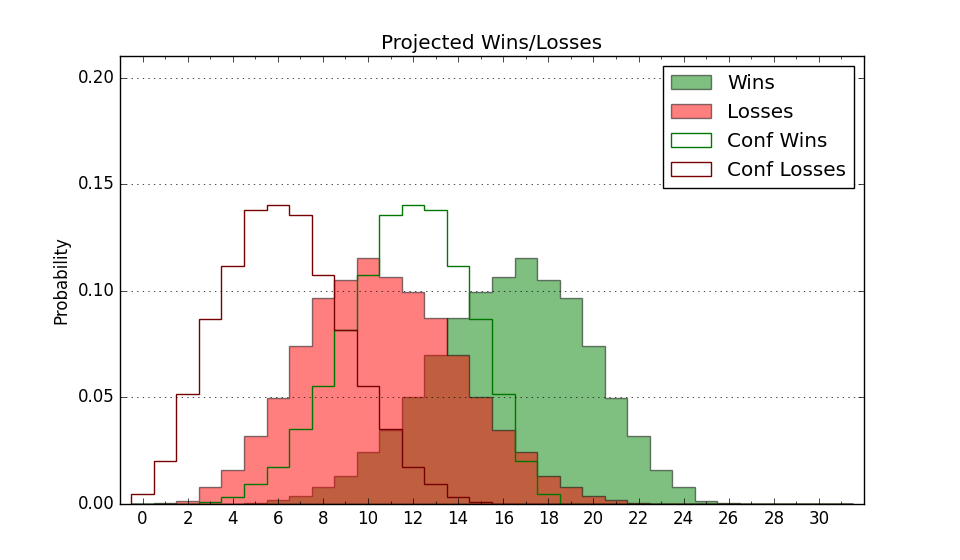 Projected Wins/Losses
0.20
0.15
0.10
0.05
0.00
Probability
Wins
Losses
Conf Wins
Conf Losses
0 2 4 6 8 10 12 14 16 18 20 22 24 26 28 30